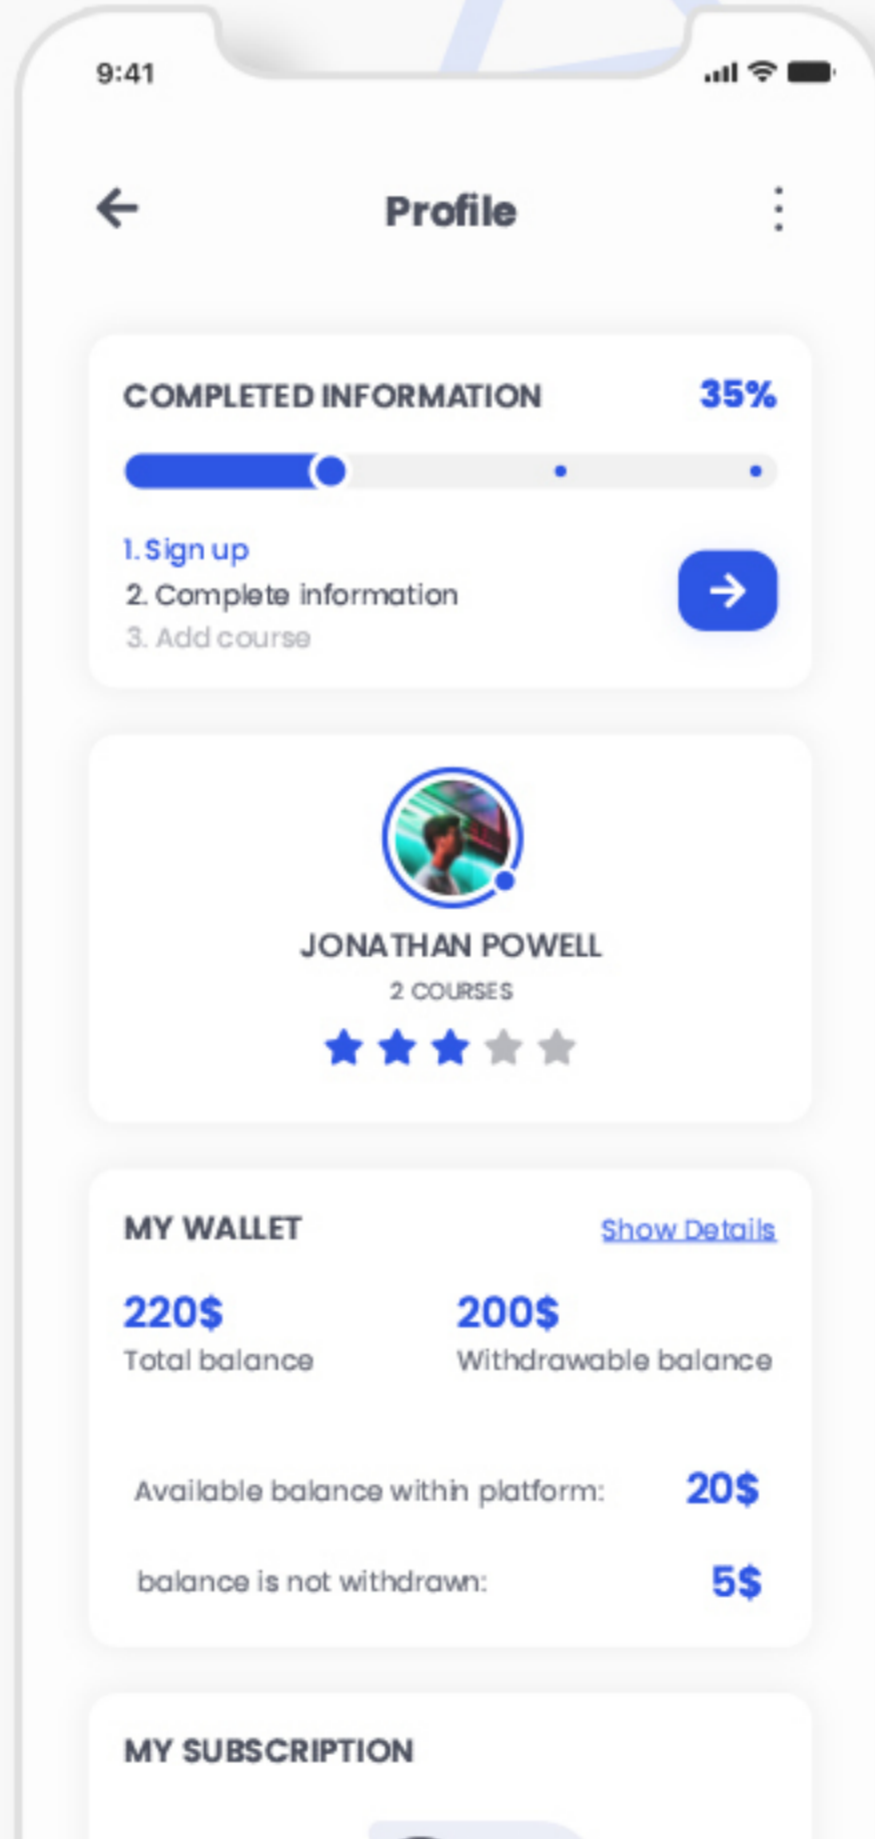 9:41
Profile
COMPLETED INFORMATION 35%
1. Sign up
2. Complete information
3. Add course
JONATHAN POWELL
2 COURSES
MY WALLET Show Details
220$ 200$
Total balance Withdrawable balance
Available balance within platform: 20$
balance is not withdrawn: 5$
MY SUBSCRIPTION